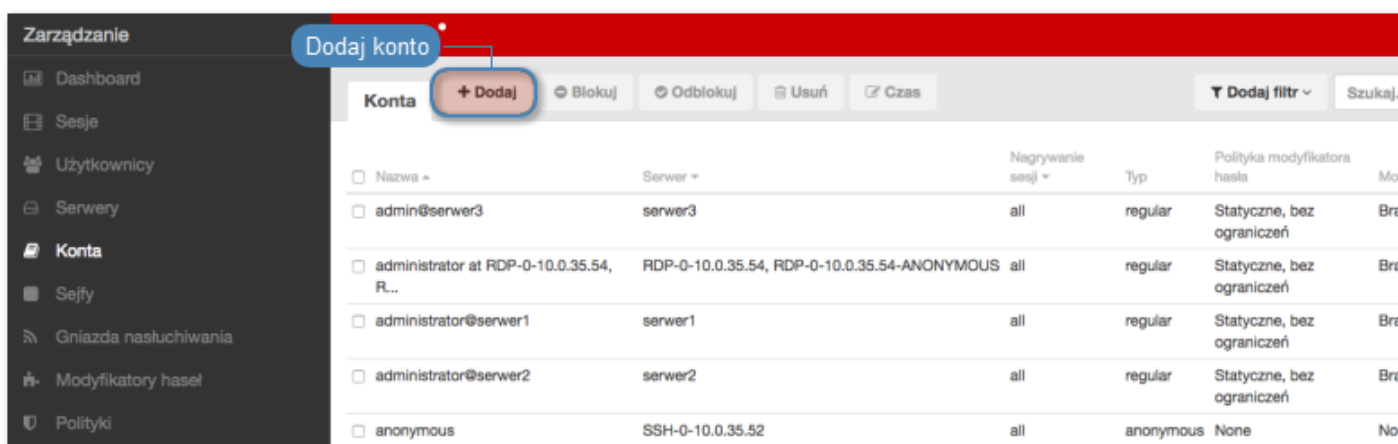 Zarządzanie
Dodaj konto
Dashboard
Sesje
Użytkownicy
Serwery
Konta
Sejfy
Gniazda nasłuchiwania
Modyfikatory haseł
Polityki
Konta + Dodaj Blokuj Odblokuj Usuń Czas Dodaj filtr Szukaj.
Nazwa Serwer Nagrywanie sesji Typ Polityka modyfikatora hasła
admin@serwer3 serwer3 all regular Statyczne, bez ograniczeń
administrator at RDP-0-10.0.35.54, R... RDP-0-10.0.35.54, RDP-0-10.0.35.54-ANONYMOUS all regular Statyczne, bez ograniczeń
administrator@serwer1 serwer1 all regular Statyczne, bez ograniczeń
administrator@serwer2 serwer2 all regular Statyczne, bez ograniczeń
anonymous SSH-0-10.0.35.52 all anonymous None